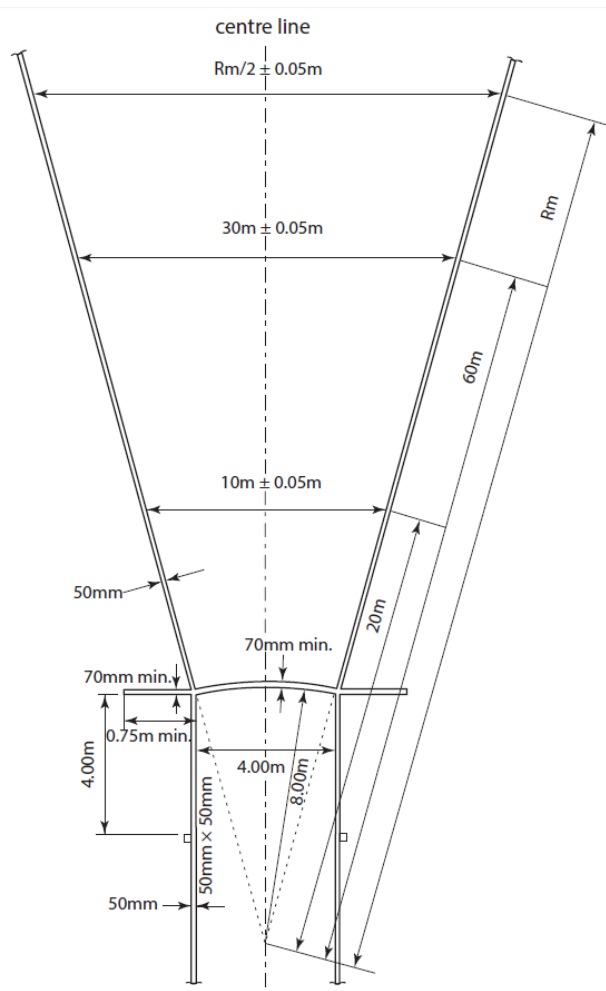 centre line
Rm/2 ± 0.05m
Rm
30m ± 0.05m
60m
10m ± 0.05m
50mm
20m
70mm min.
70mm min.
0.75m min.
4.00m
4.00m
8.00m
50mm × 50mm
50mm